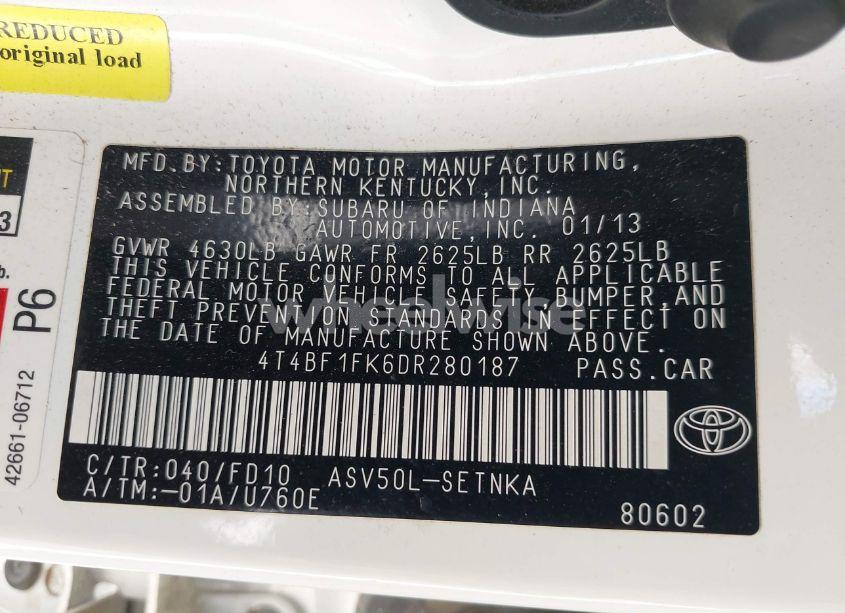 REDUCED
original load
NT
3
b.
P6
42661-06712
MFD.BY:TOYOTA MOTOR MANUFACTURING,
NORTHERN KENTUCKY,INC.
ASSEMBLED BY:SUBARU OF INDIANA
AUTOMOTIVE,INC. 01/13
GVWR 4630LB GAWR FR 2625LB RR 2625LB
THIS VEHICLE CONFORMS TO ALL APPLICABLE
FEDERAL MOTOR VEHICLE SAFETY,BUMPER,AND
THEFT PREVENTION STANDARDS IN EFFECT ON
THE DATE OF MANUFACTURE SHOWN ABOVE.
wheelwise
4T4BF1FK6DR280187 PASS.CAR
C/TR:040/FD10 ASV50L-SETNKA
A/TM:-01A/U760E
80602